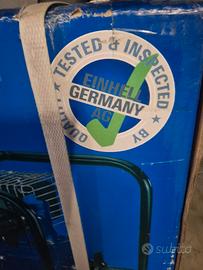 QUALITY TESTED & INSPECTED BY
EINHELL
GERMANY
AG
subito